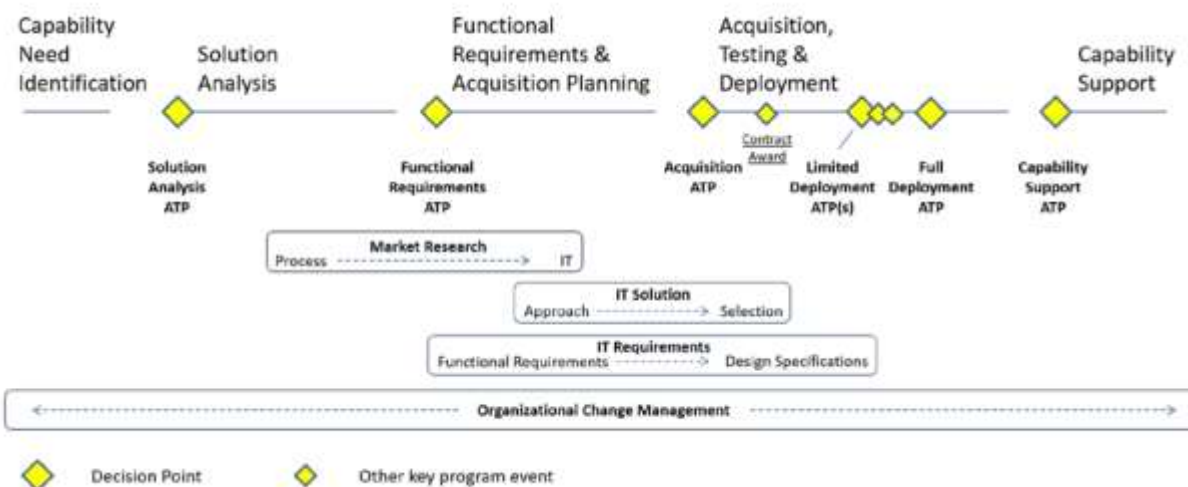 Capability
Need
Identification
Solution
Analysis
Functional
Requirements &
Acquisition Planning
Acquisition,
Testing &
Deployment
Capability
Support
Solution
Analysis
ATP
Functional
Requirements
ATP
Acquisition
ATP
Contract
Award
Limited
Deployment
ATP(s)
Full
Deployment
ATP
Capability
Support
ATP
Market Research
Process IT
IT Solution
Approach Selection
IT Requirements
Functional Requirements Design Specifications
Organizational Change Management
Decision Point Other key program event